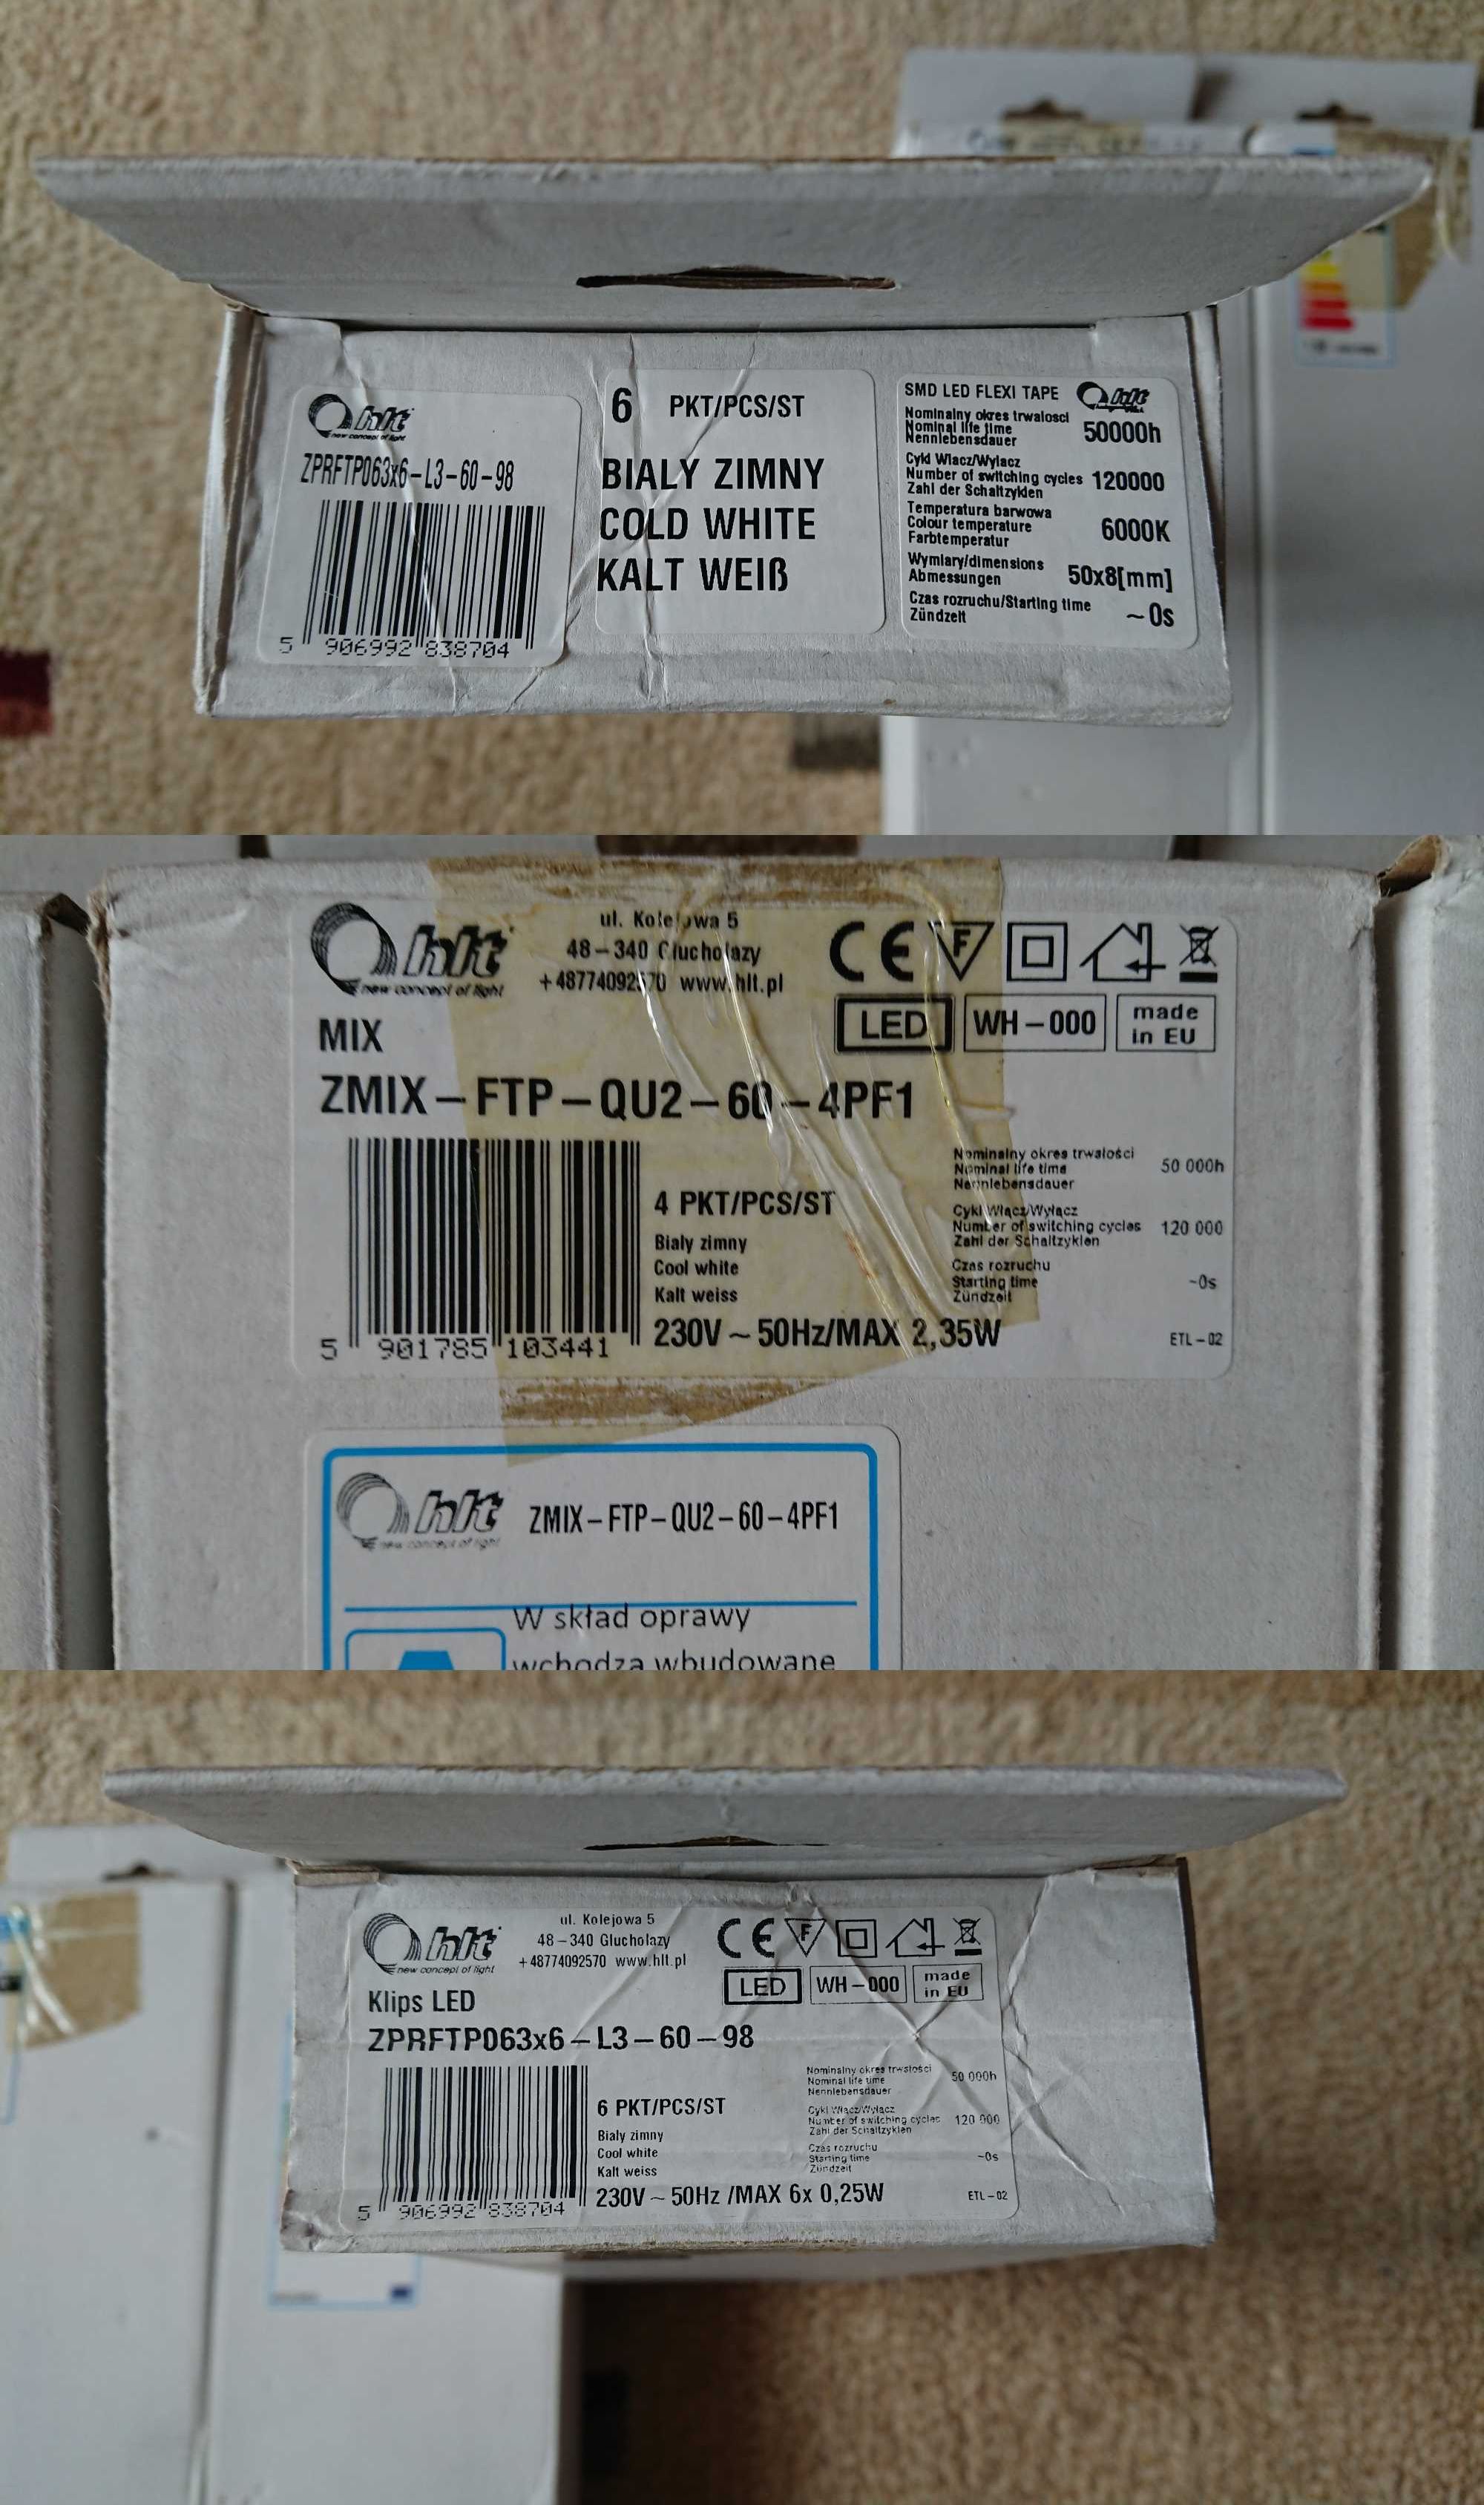 hlt
new concept of light
ZPRFTP063x6-L3-60-98
5 906992 838704
6 PKT/PCS/ST
BIALY ZIMNY
COLD WHITE
KALT WEIß
SMD LED FLEXI TAPE hlt
Nominalny okres trwalosci
Nominal life time
Nennlebensdauer
50000h
Cykl Wlacz/Wylacz
Number of switching cycles
Zahl der Schaltzyklen
120000
Temperatura barwowa
Colour temperature
Farbtemperatur
6000K
Wymiary/dimensions
Abmessungen
50x8[mm]
Czas rozruchu/Starting time
Zündzeit
~0s
hlt
new concept of light
ul. Kolejowa 5
48-340 Glucholazy
+48774092570 www.hlt.pl
CE F
LED WH-000 made in EU
MIX
ZMIX-FTP-QU2-60-4PF1
5 901785 103441
4 PKT/PCS/ST
Bialy zimny
Cool white
Kalt weiss
230V~50Hz/MAX 2,35W
Nominalny okres trwalości
Nominal life time
Nennlebensdauer
50 000h
Cykl Włącz/Wyłącz
Number of switching cycles
Zahl der Schaltzyklen
120 000
Czas rozruchu
Starting time
Zündzeit
~0s
ETL-02
hlt
new concept of light
ZMIX-FTP-QU2-60-4PF1
W skład oprawy
wchodzą wbudowane
hlt
new concept of light
ul. Kolejowa 5
48-340 Glucholazy
+48774092570 www.hlt.pl
CE F
LED WH-000 made in EU
Klips LED
ZPRFTP063x6-L3-60-98
5 906992 838704
6 PKT/PCS/ST
Bialy zimny
Cool white
Kalt weiss
230V~50Hz /MAX 6x 0,25W
Nominalny okres trwalości
Nominal life time
Nennlebensdauer
50 000h
Cykl Włącz/Wyłącz
Number of switching cycles
Zahl der Schaltzyklen
120 000
Czas rozruchu
Starting time
Zündzeit
~0s
ETL-02